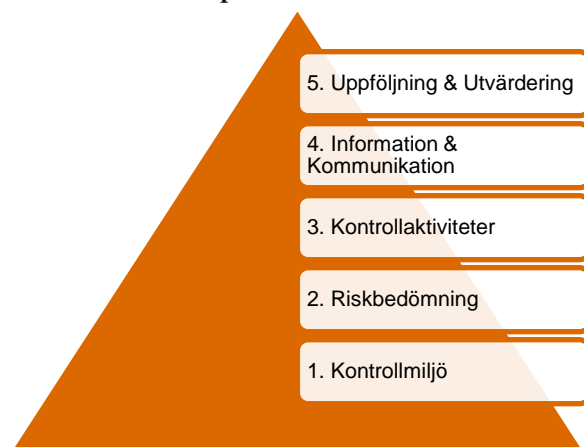 5. Uppföljning & Utvärdering
4. Information &
Kommunikation
3. Kontrollaktiviteter
2. Riskbedömning
1. Kontrollmiljö